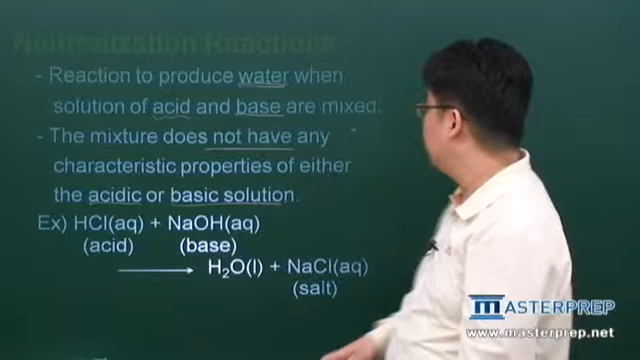 Neturalization Reactions
- Reaction to produce water when
solution of acid and base are mixed.
- The mixture does not have any
characteristic properties of either
the acidic or basic solution.
Ex) HCl(aq) + NaOH(aq)
(acid) (base)
H₂O(l) + NaCl(aq)
(salt)
MASTERPREP
www.masterprep.net